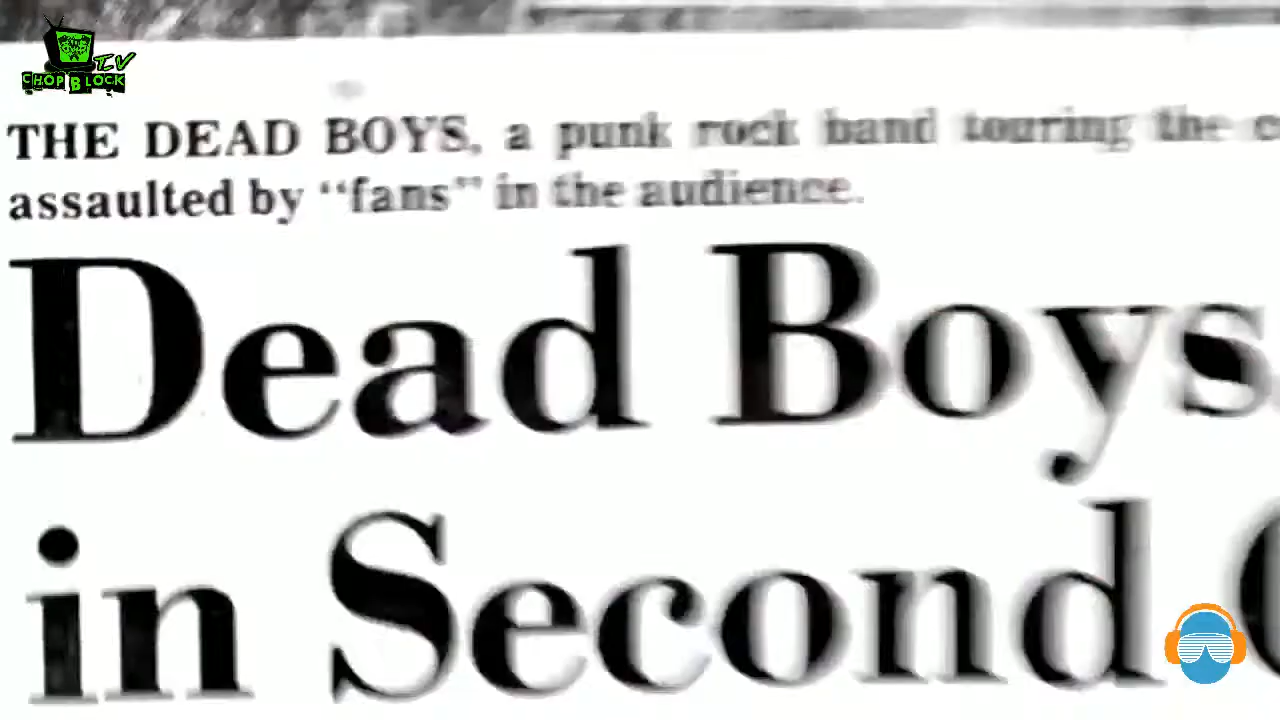 CHOP BLOCK TV
THE DEAD BOYS, a punk rock band touring the
assaulted by “fans” in the audience.
Dead Boys
in Second